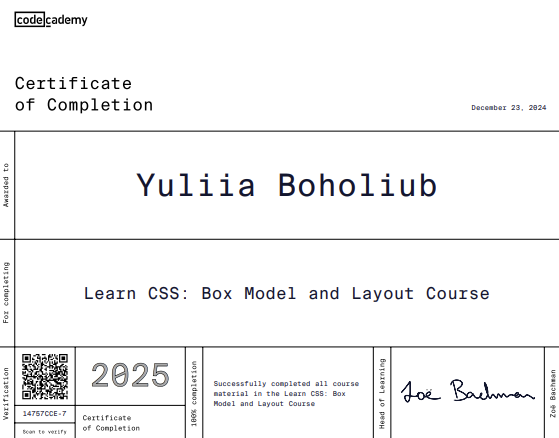 codecademy
Certificate
of Completion
December 23, 2024
Awarded to
Yuliia Boholiub
For completing
Learn CSS: Box Model and Layout Course
Verification
14757CCE-7
Scan to verify
2025
Certificate
of Completion
100% completion
Successfully completed all course
material in the Learn CSS: Box
Model and Layout Course
Head of Learning
Zoë Bachman
Zoë Bachman